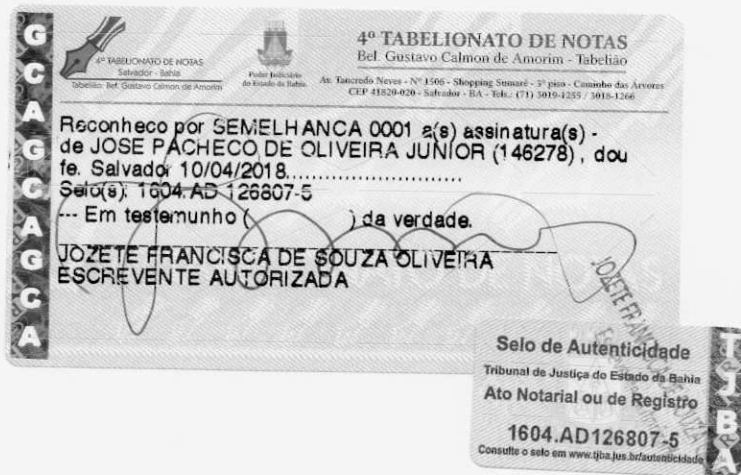 4º TABELIONATO DE NOTAS
Salvador - Bahia
Tabelião: Bel. Gustavo Calmon de Amorim
Poder Judiciário
do Estado da Bahia
4º TABELIONATO DE NOTAS
Bel. Gustavo Calmon de Amorim - Tabelião
Av. Tancredo Neves - Nº 1506 - Shopping Sumaré - 3º piso - Caminho das Árvores
CEP 41820-020 - Salvador - BA - Tels.: (71) 3019-1255 / 3018-1266
GCAGCAGCA
Reconheco por SEMELHANCA 0001 a(s) assinatura(s) -
de JOSE PACHECO DE OLIVEIRA JUNIOR (146278) , dou
fe. Salvador 10/04/2018...........................
Selo(s): 1604.AD 126807-5
--- Em testemunho ( ) da verdade.
JOZETE FRANCISCA DE SOUZA OLIVEIRA
ESCREVENTE AUTORIZADA
Selo de Autenticidade
Tribunal de Justiça do Estado da Bahia
Ato Notarial ou de Registro
1604.AD126807-5
Consulte o selo em www.tjba.jus.br/autenticidade
TJBA